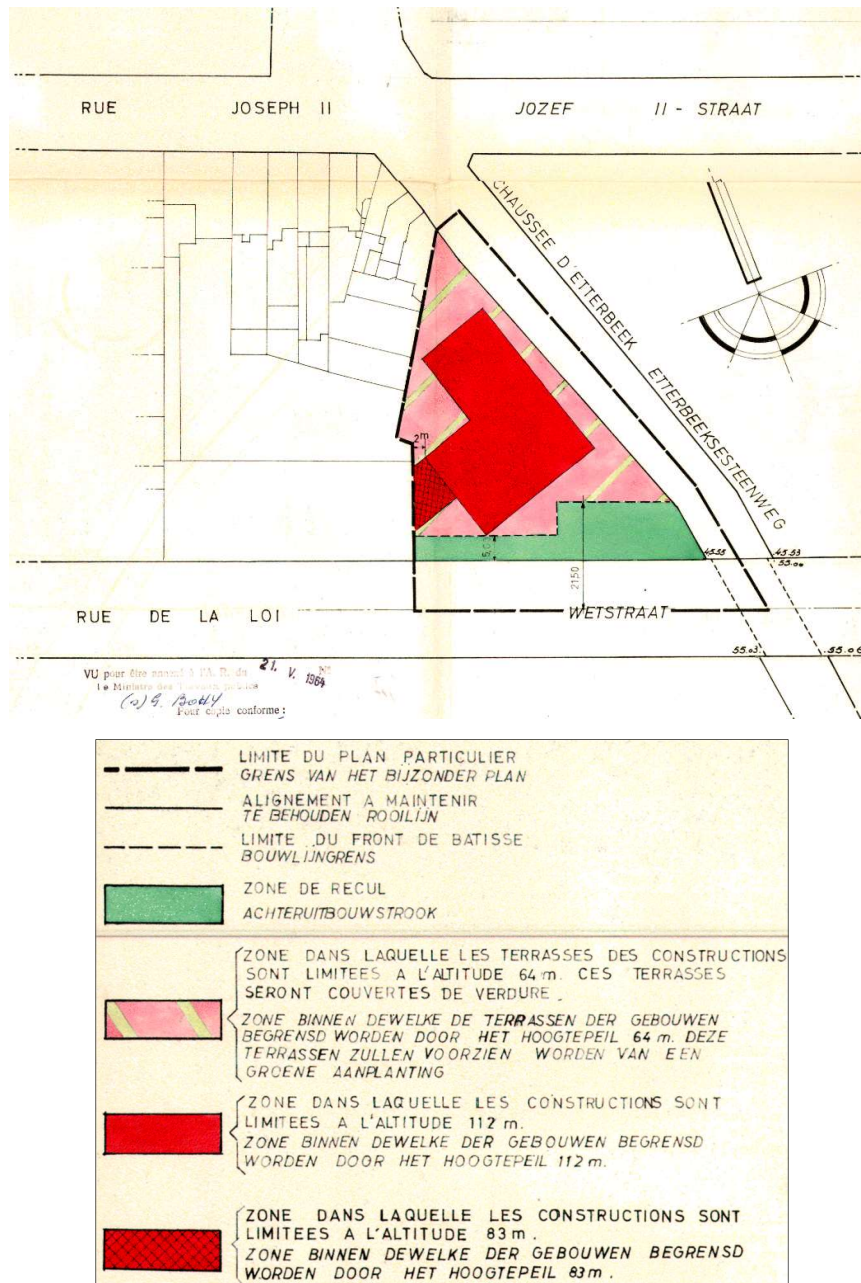 RUE JOSEPH II
JOZEF II - STRAAT
CHAUSSEE D'ETTERBEEK
ETTERBEEKSESTEENWEG
2m
5,00
2150
45.53
55.00
RUE DE LA LOI
WETSTRAAT
55.03
55.06
VU pour être annexé à l'A. R. du 21. V. 1964
Le Ministre des Travaux publics
(s) G. BOHY
Pour copie conforme :
LIMITE DU PLAN PARTICULIER
GRENS VAN HET BIJZONDER PLAN
ALIGNEMENT A MAINTENIR
TE BEHOUDEN ROOILIJN
LIMITE DU FRONT DE BATISSE
BOUWLIJNGRENS
ZONE DE RECUL
ACHTERUITBOUWSTROOK
ZONE DANS LAQUELLE LES TERRASSES DES CONSTRUCTIONS
SONT LIMITEES A L'ALTITUDE 64 m. CES TERRASSES
SERONT COUVERTES DE VERDURE .
ZONE BINNEN DEWELKE DE TERRASSEN DER GEBOUWEN
BEGRENSD WORDEN DOOR HET HOOGTEPEIL 64 m. DEZE
TERRASSEN ZULLEN VOORZIEN WORDEN VAN EEN
GROENE AANPLANTING
ZONE DANS LAQUELLE LES CONSTRUCTIONS SONT
LIMITEES A L'ALTITUDE 112 m.
ZONE BINNEN DEWELKE DER GEBOUWEN BEGRENSD
WORDEN DOOR HET HOOGTEPEIL 112 m.
ZONE DANS LAQUELLE LES CONSTRUCTIONS SONT
LIMITEES A L'ALTITUDE 83 m .
ZONE BINNEN DEWELKE DER GEBOUWEN BEGRENSD
WORDEN DOOR HET HOOGTEPEIL 83 m .